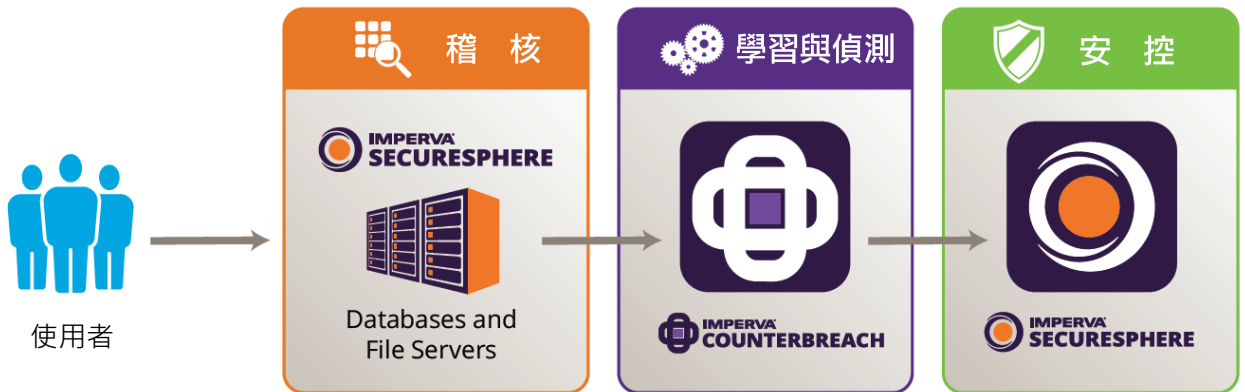 使用者
稽 核
IMPERVA
SECURESPHERE
Databases and
File Servers
學習與偵測
IMPERVA
COUNTERBREACH
安 控
IMPERVA
SECURESPHERE